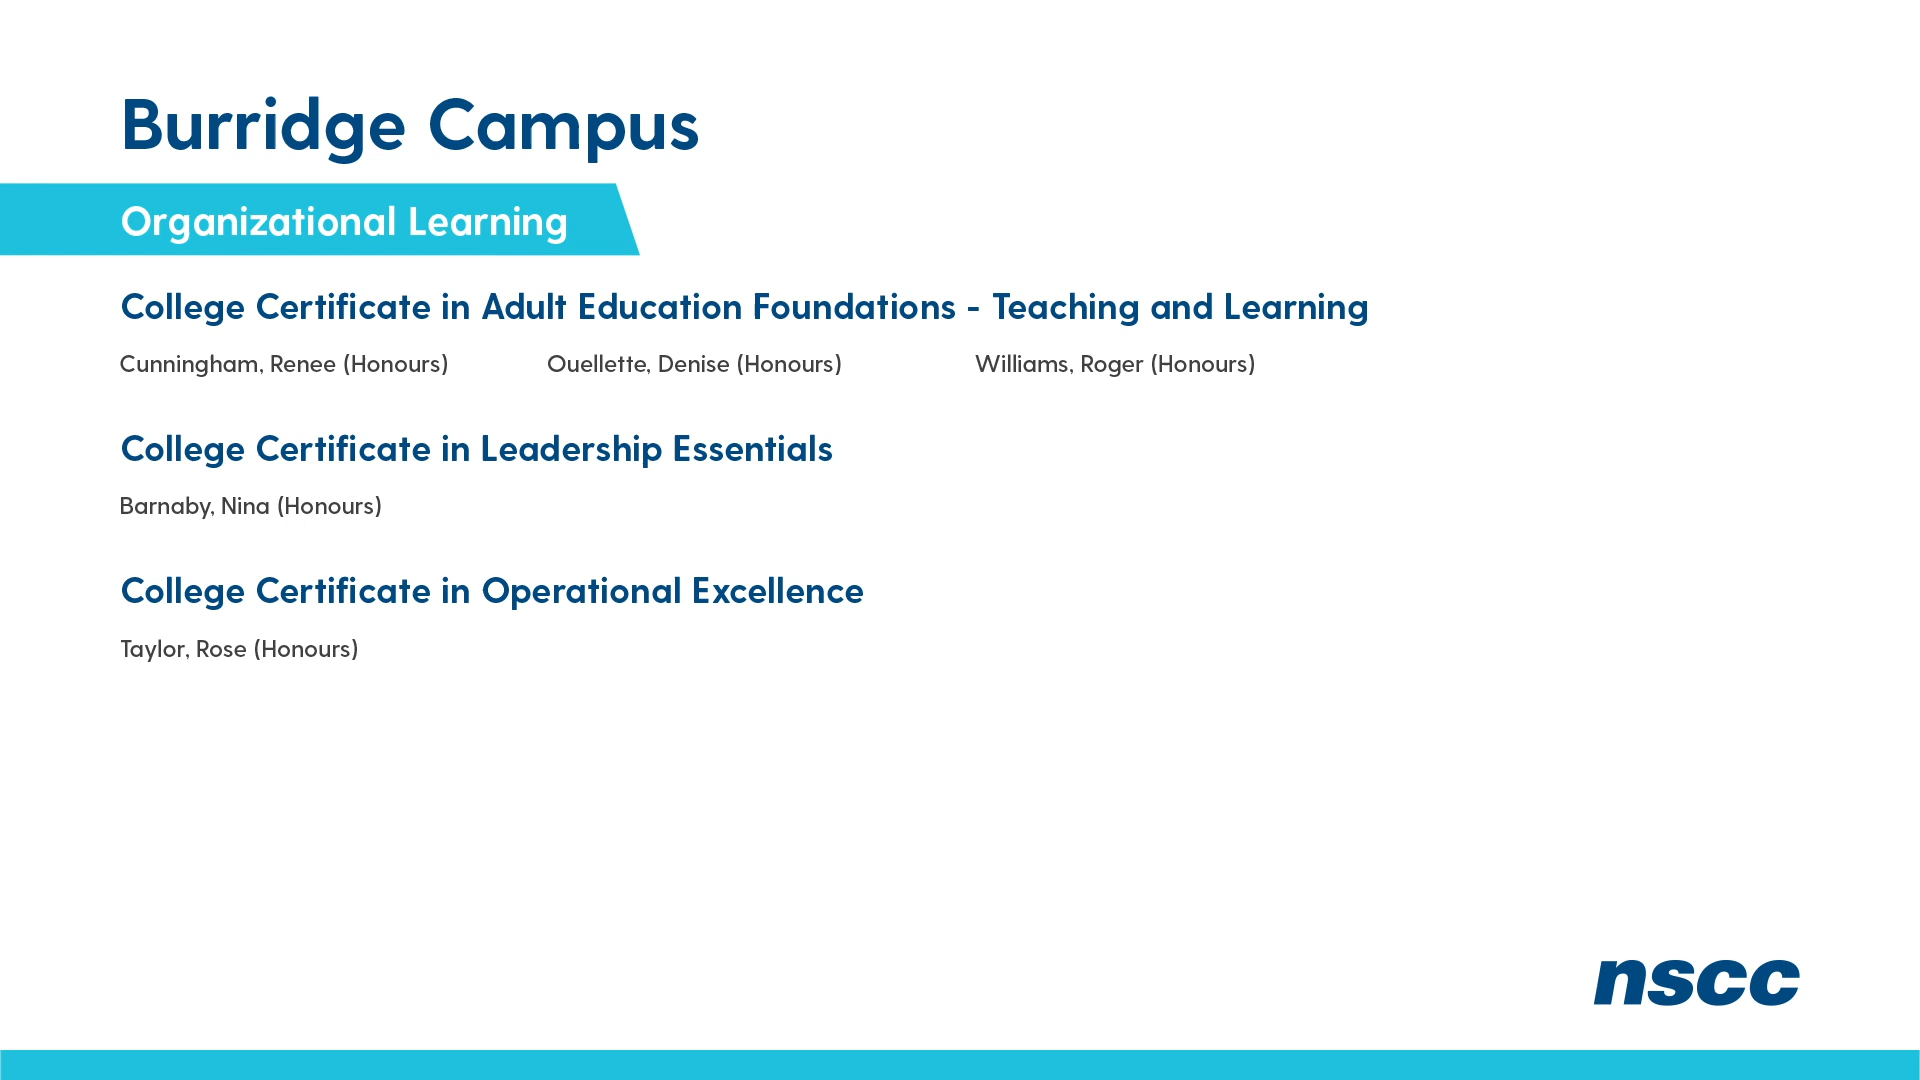 Burridge Campus
Organizational Learning
College Certificate in Adult Education Foundations - Teaching and Learning
Cunningham, Renee (Honours) Ouellette, Denise (Honours) Williams, Roger (Honours)
College Certificate in Leadership Essentials
Barnaby, Nina (Honours)
College Certificate in Operational Excellence
Taylor, Rose (Honours)
nscc